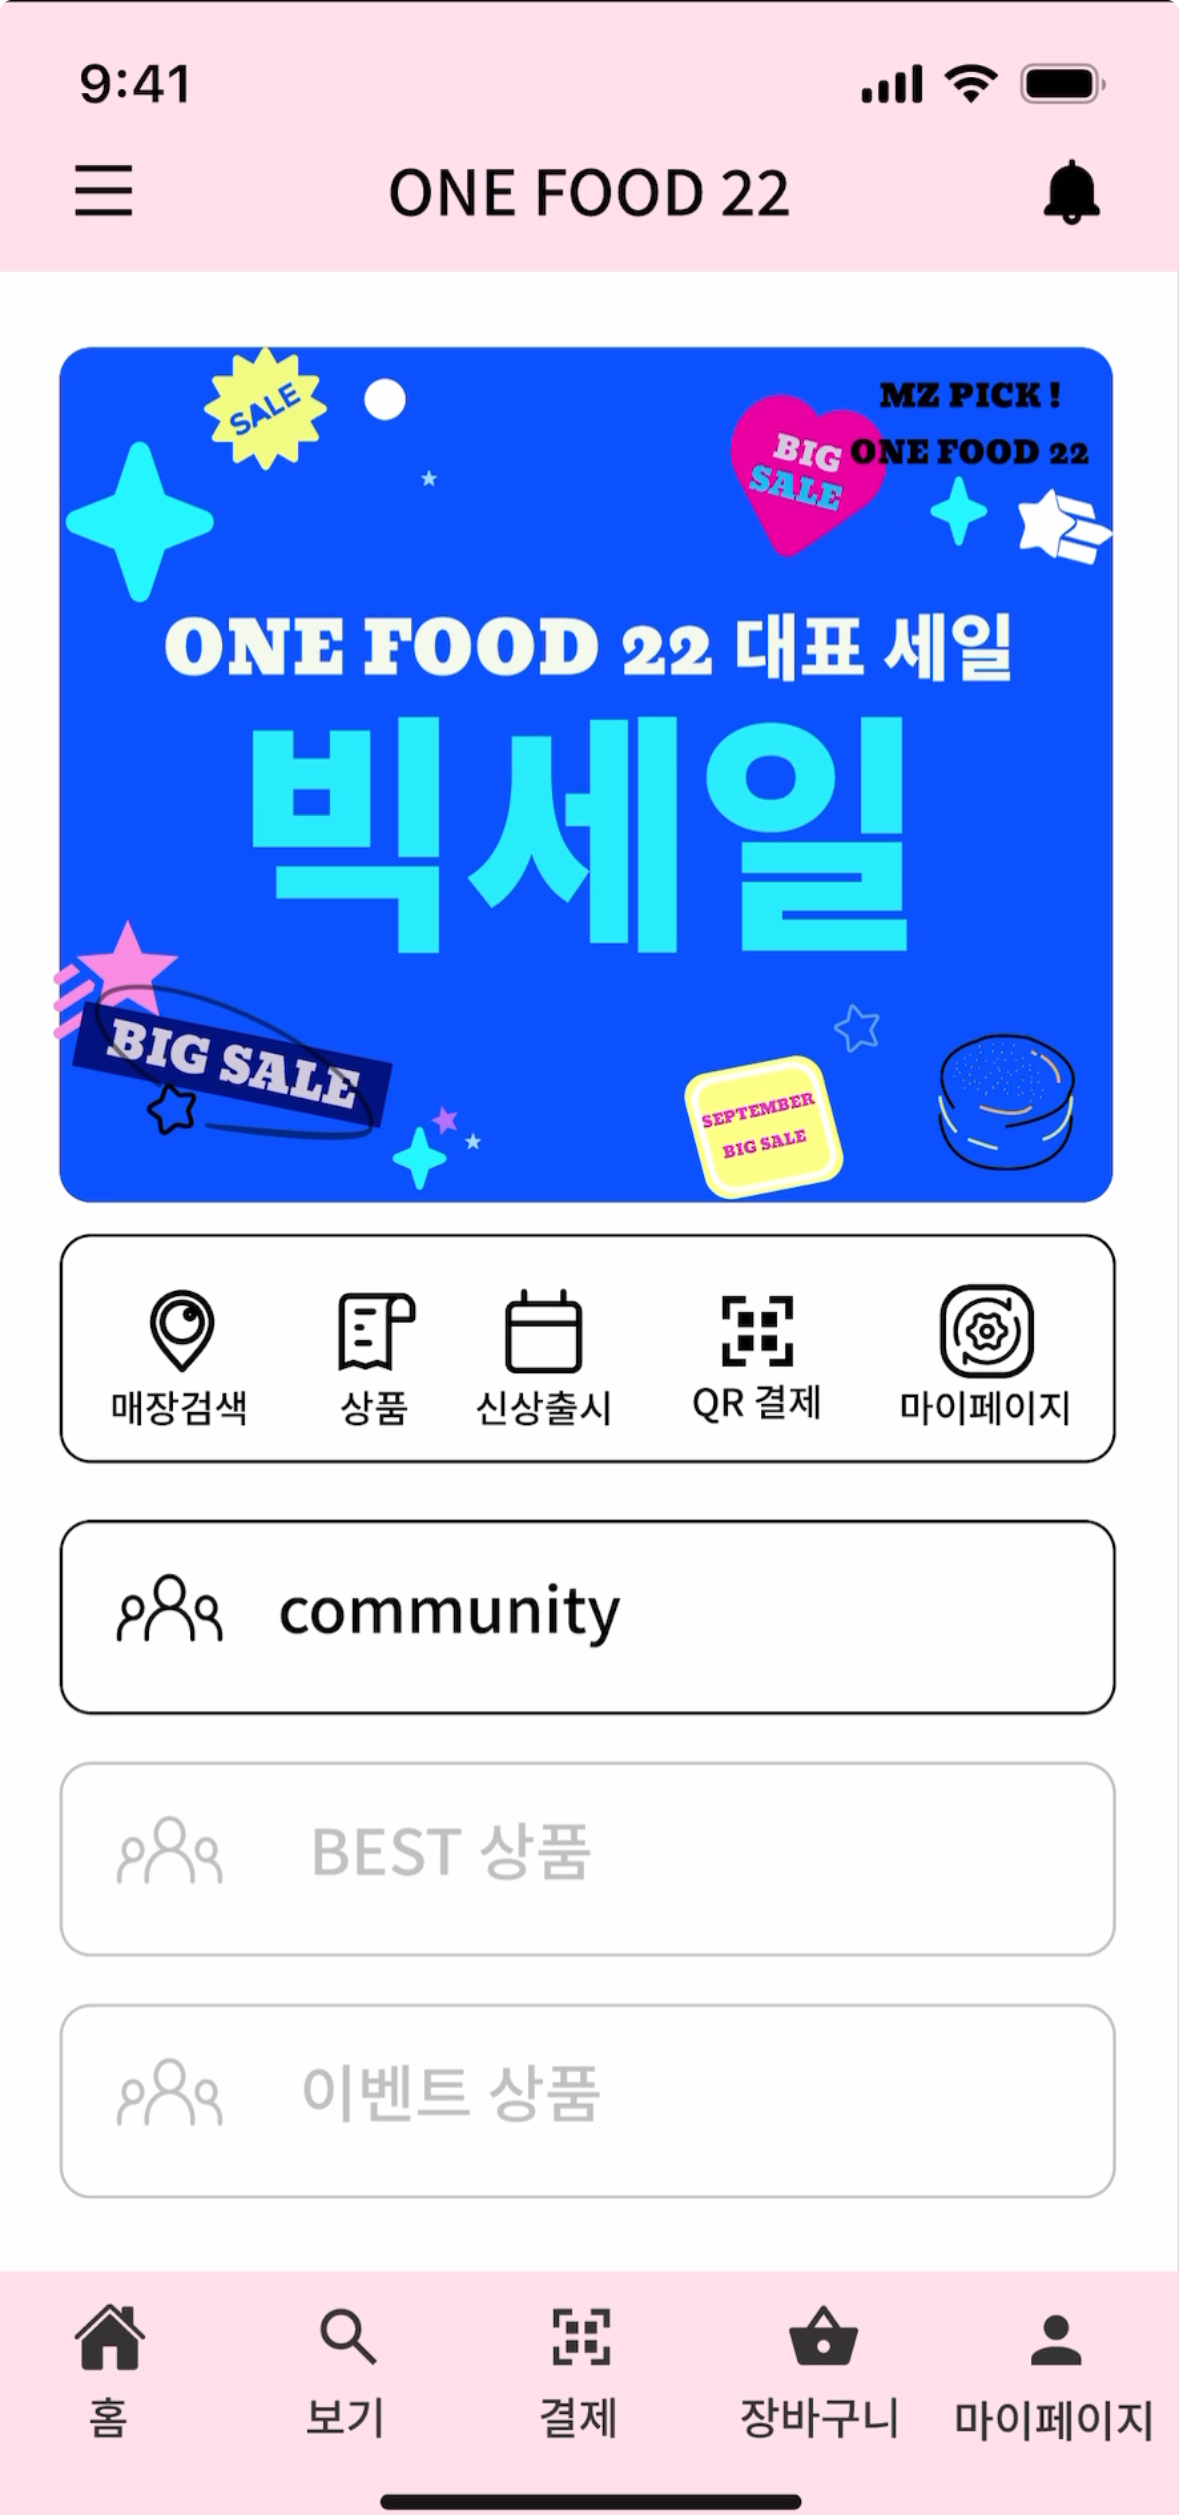 9:41
ONE FOOD 22
SALE
MZ PICK !
ONE FOOD 22
BIG
SALE
ONE FOOD 22 대표 세일
빅세일
BIG SALE
SEPTEMBER
BIG SALE
매장검색 상품 신상출시 QR 결제 마이페이지
community
BEST 상품
이벤트 상품
홈 보기 결제 장바구니 마이페이지